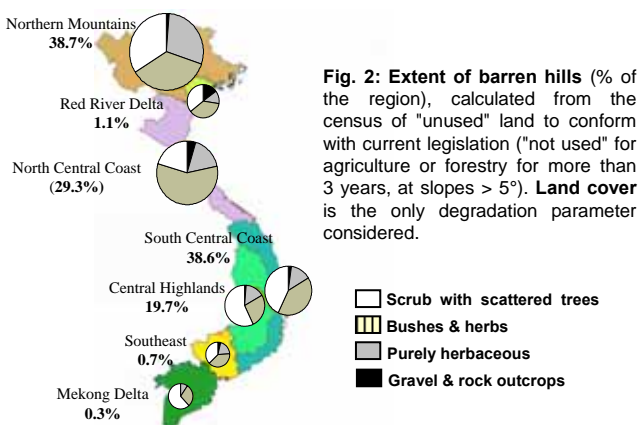 Northern Mountains
38.7%
Red River Delta
1.1%
North Central Coast
(29.3%)
South Central Coast
38.6%
Central Highlands
19.7%
Southeast
0.7%
Mekong Delta
0.3%
Fig. 2: Extent of barren hills (% of
the region), calculated from the
census of "unused" land to conform
with current legislation ("not used" for
agriculture or forestry for more than
3 years, at slopes > 5°). Land cover
is the only degradation parameter
considered.
Scrub with scattered trees
Bushes & herbs
Purely herbaceous
Gravel & rock outcrops